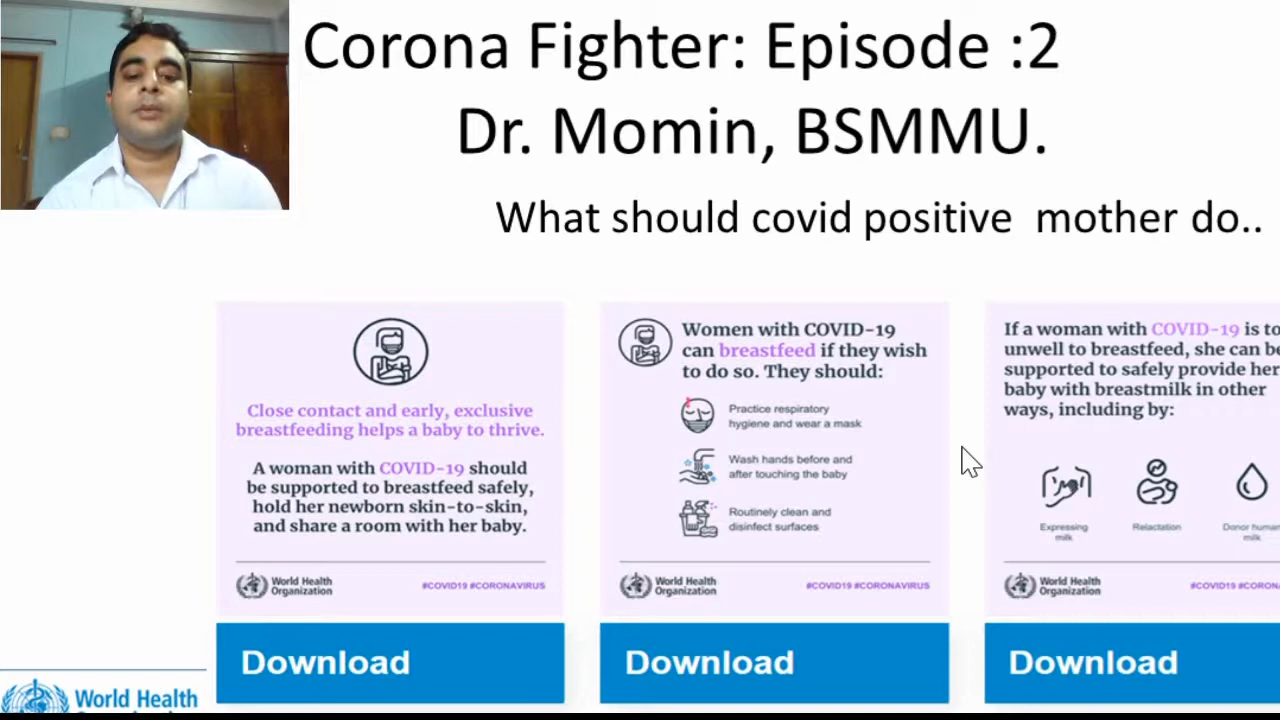 Corona Fighter: Episode :2
Dr. Momin, BSMMU.
What should covid positive mother do..
Close contact and early, exclusive
breastfeeding helps a baby to thrive.
A woman with COVID-19 should
be supported to breastfeed safely,
hold her newborn skin-to-skin,
and share a room with her baby.
World Health
Organization
#COVID19 #CORONAVIRUS
Download
Women with COVID-19
can breastfeed if they wish
to do so. They should:
Practice respiratory
hygiene and wear a mask
Wash hands before and
after touching the baby
Routinely clean and
disinfect surfaces
World Health
Organization
#COVID19 #CORONAVIRUS
Download
If a woman with COVID-19 is to
unwell to breastfeed, she can be
supported to safely provide her
baby with breastmilk in other
ways, including by:
Expressing
milk
Relactation
Donor human
milk
World Health
Organization
#COVID19 #CORONA
Download
World Health